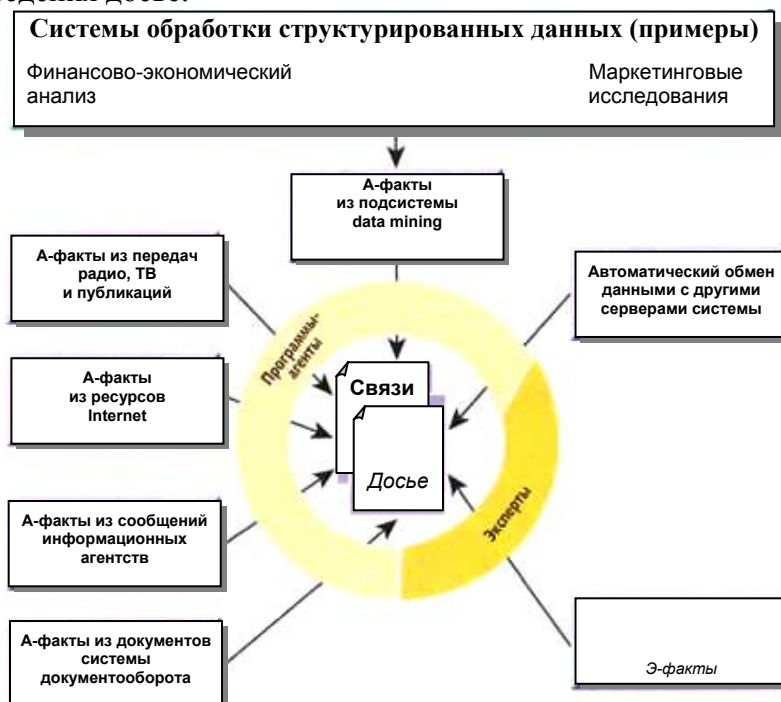 ведения досье.
Системы обработки структурированных данных (примеры)
Финансово-экономический
анализ
Маркетинговые
исследования
А-факты
из подсистемы
data mining
А-факты из передач
радио, ТВ
и публикаций
Автоматический обмен
данными с другими
серверами системы
Программы-
агенты
А-факты
из ресурсов
Internet
Связи
Досье
Эксперты
А-факты из сообщений
информационных
агентств
А-факты из документов
системы
документооборота
Э-факты